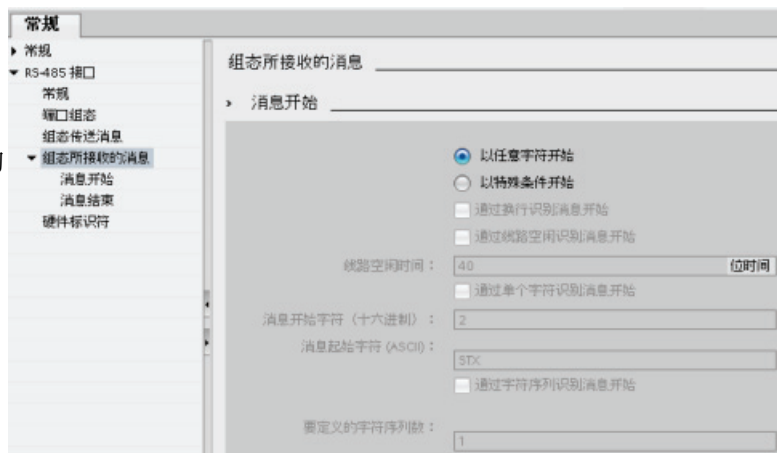 常规
常规
RS-485 接口
常规
端口组态
组态传送消息
组态所接收的消息
消息开始
消息结束
硬件标识符
组态所接收的消息
消息开始
以任意字符开始
以特殊条件开始
通过换行识别消息开始
通过线路空闲识别消息开始
线路空闲时间：
40
位时间
通过单个字符识别消息开始
消息开始字符（十六进制）：
2
消息起始字符 (ASCII)：
STX
通过字符序列识别消息开始
要定义的字符序列数：
1